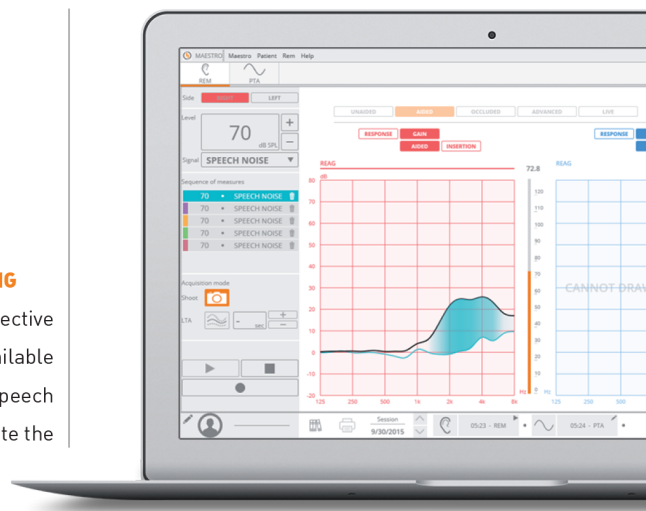 NG
ective
ilable
peech
te the
MAESTRO Maestro Patient Rem Help
REM PTA
Side RIGHT LEFT
Level
70
dB SPL
+
−
Signal SPEECH NOISE
Sequence of measures
70 • SPEECH NOISE
70 • SPEECH NOISE
70 • SPEECH NOISE
70 • SPEECH NOISE
70 • SPEECH NOISE
Acquisition mode
Shoot
LTA - sec + −
UNAIDED AIDED OCCLUDED ADVANCED LIVE
RESPONSE GAIN
AIDED INSERTION
RESPONSE
REAG
72.8
REAG
dB
80
70
60
50
40
30
20
10
0
-10
-20
125 250 500 1k 2k 4k 8k Hz
130
110
100
90
80
70
60
50
40
30
20
10
0
CANNOT DRAW
Hz 125 250 500
Session
9/30/2015
05:23 - REM
05:24 - PTA